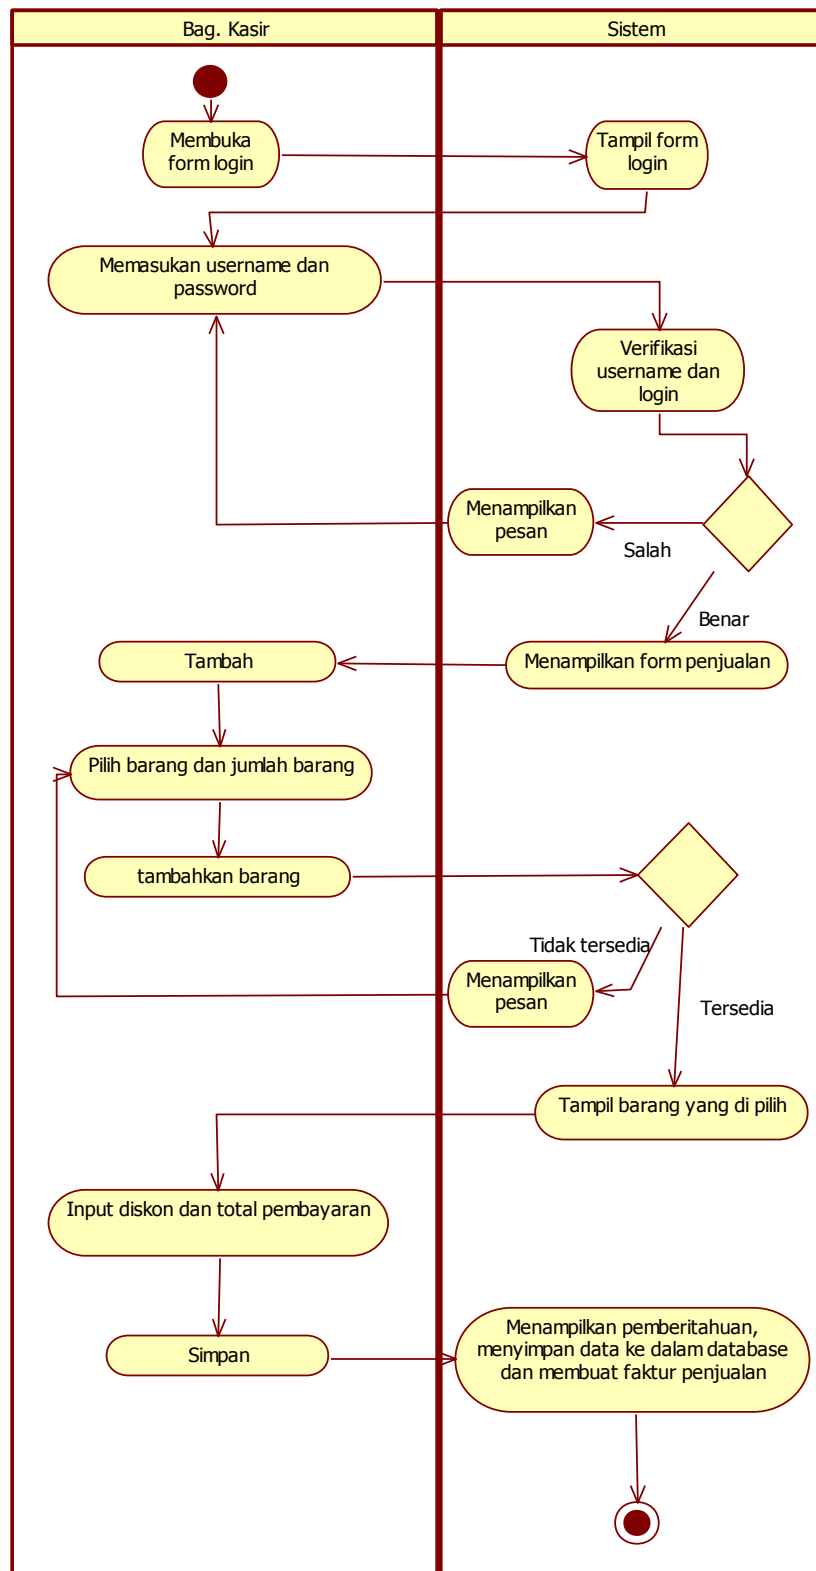 Bag. Kasir
Sistem
Membuka
form login
Tampil form
login
Memasukan username dan
password
Verifikasi
username dan
login
Menampilkan
pesan
Salah
Benar
Tambah
Menampilkan form penjualan
Pilih barang dan jumlah barang
tambahkan barang
Tidak tersedia
Menampilkan
pesan
Tersedia
Tampil barang yang di pilih
Input diskon dan total pembayaran
Simpan
Menampilkan pemberitahuan,
menyimpan data ke dalam database
dan membuat faktur penjualan